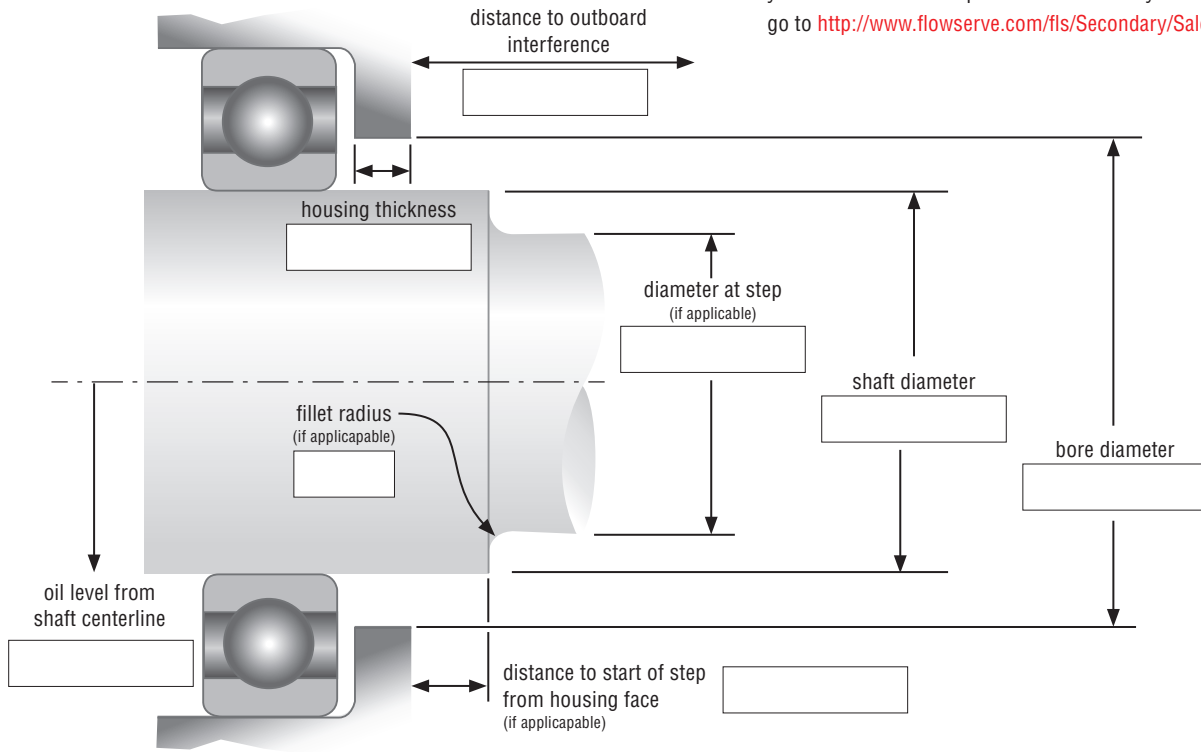 go to http://www.flowserve.com/fls/Secondary/Sal
distance to outboard
interference
housing thickness
diameter at step
(if applicable)
shaft diameter
fillet radius
(if applicapable)
bore diameter
oil level from
shaft centerline
distance to start of step
from housing face
(if applicapable)